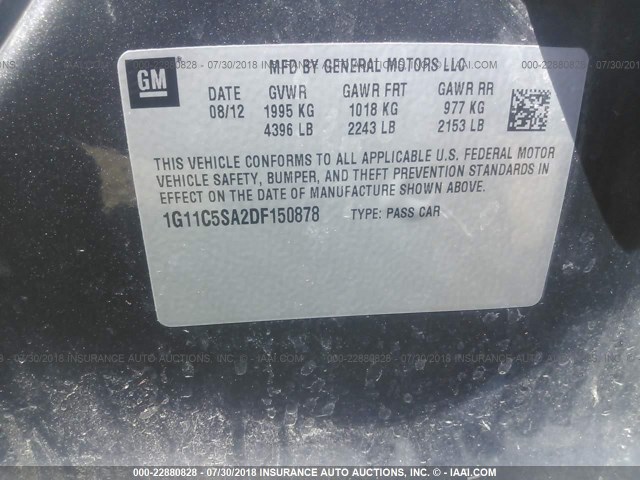 GM
MFD BY GENERAL MOTORS LLC
DATE GVWR GAWR FRT GAWR RR
08/12 1995 KG 1018 KG 977 KG
4396 LB 2243 LB 2153 LB
THIS VEHICLE CONFORMS TO ALL APPLICABLE U.S. FEDERAL MOTOR
VEHICLE SAFETY, BUMPER, AND THEFT PREVENTION STANDARDS IN
EFFECT ON THE DATE OF MANUFACTURE SHOWN ABOVE.
1G11C5SA2DF150878 TYPE: PASS CAR
000-22880828 - 07/30/2018 INSURANCE AUTO AUCTIONS, INC. © - IAAI.COM